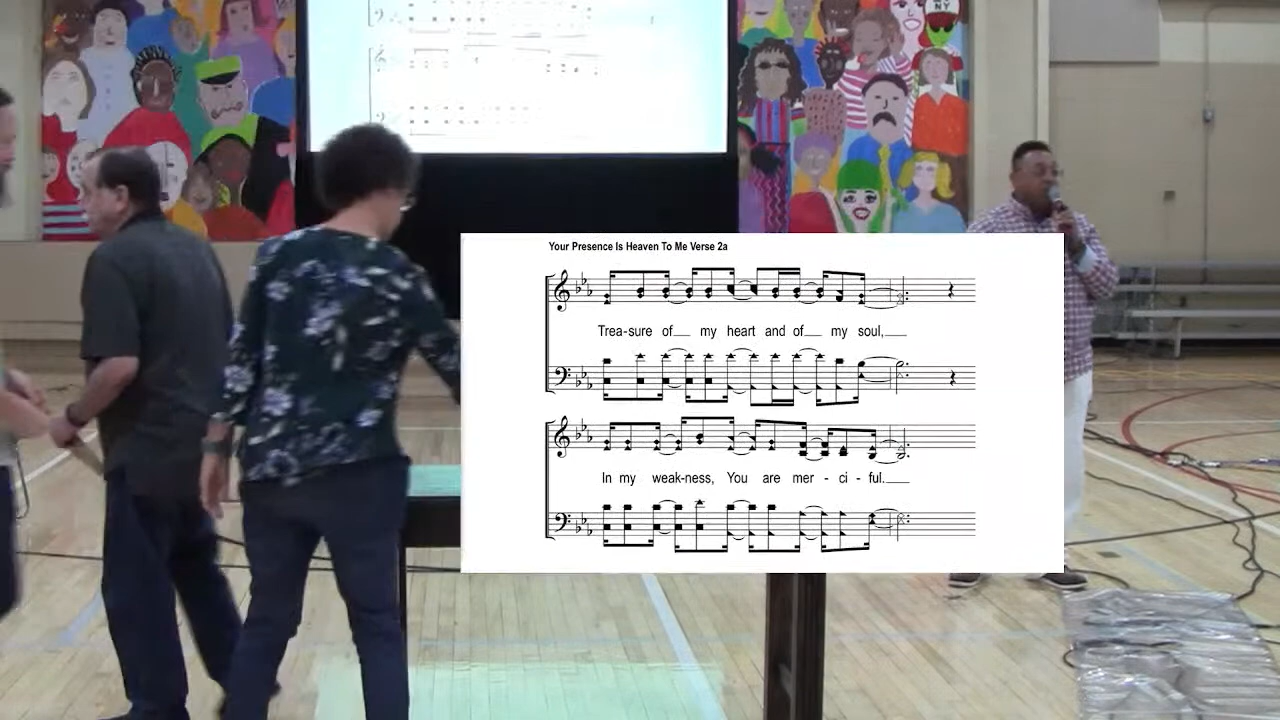 NY
Your Presence Is Heaven To Me Verse 2a
Trea-sure of my heart and of my soul,
In my weak-ness, You are mer - ci - ful.